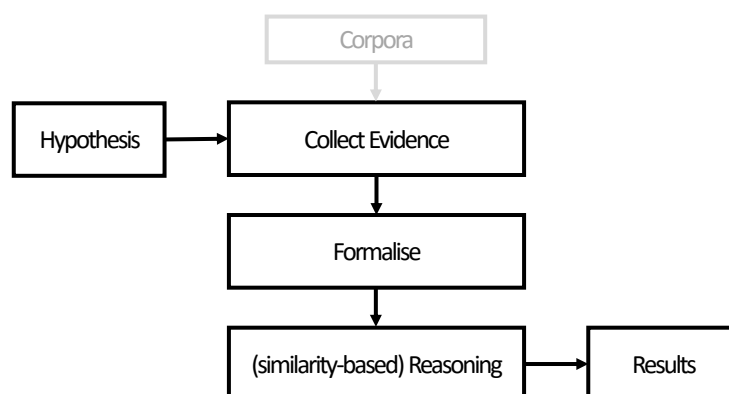 Corpora
Hypothesis
Collect Evidence
Formalise
(similarity-based) Reasoning
Results